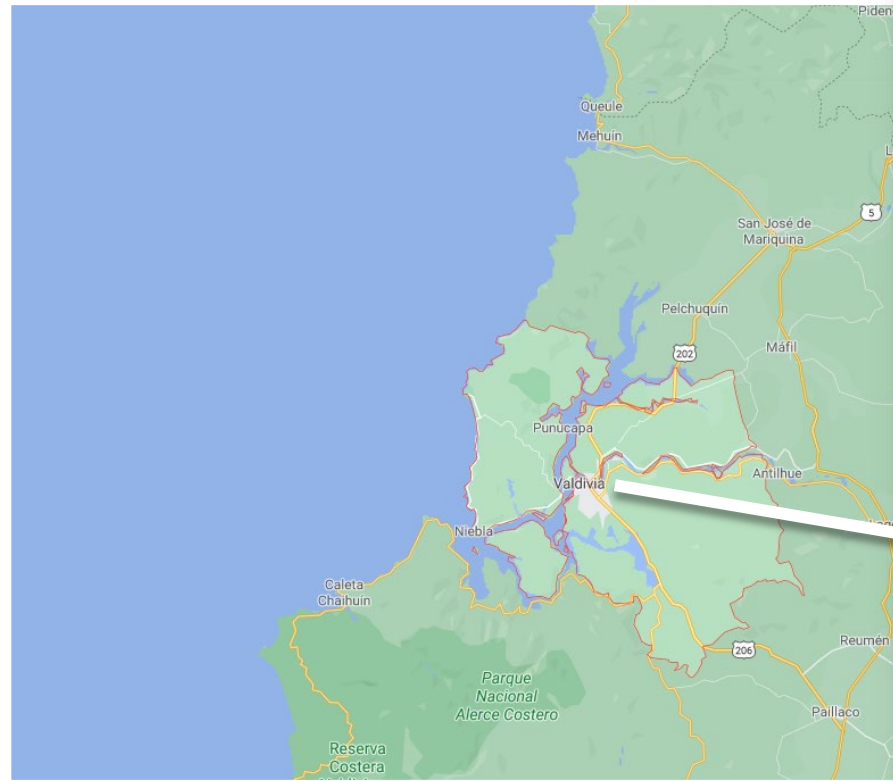 Piden
Queule
Mehuín
L
5
San José de
Mariquina
Pelchuquín
202
Máfil
Punucapa
Antilhue
Valdivia
Niebla
Caleta
Chaihuín
206
Reumén
Parque
Nacional
Alerce Costero
Paillaco
Reserva
Costera